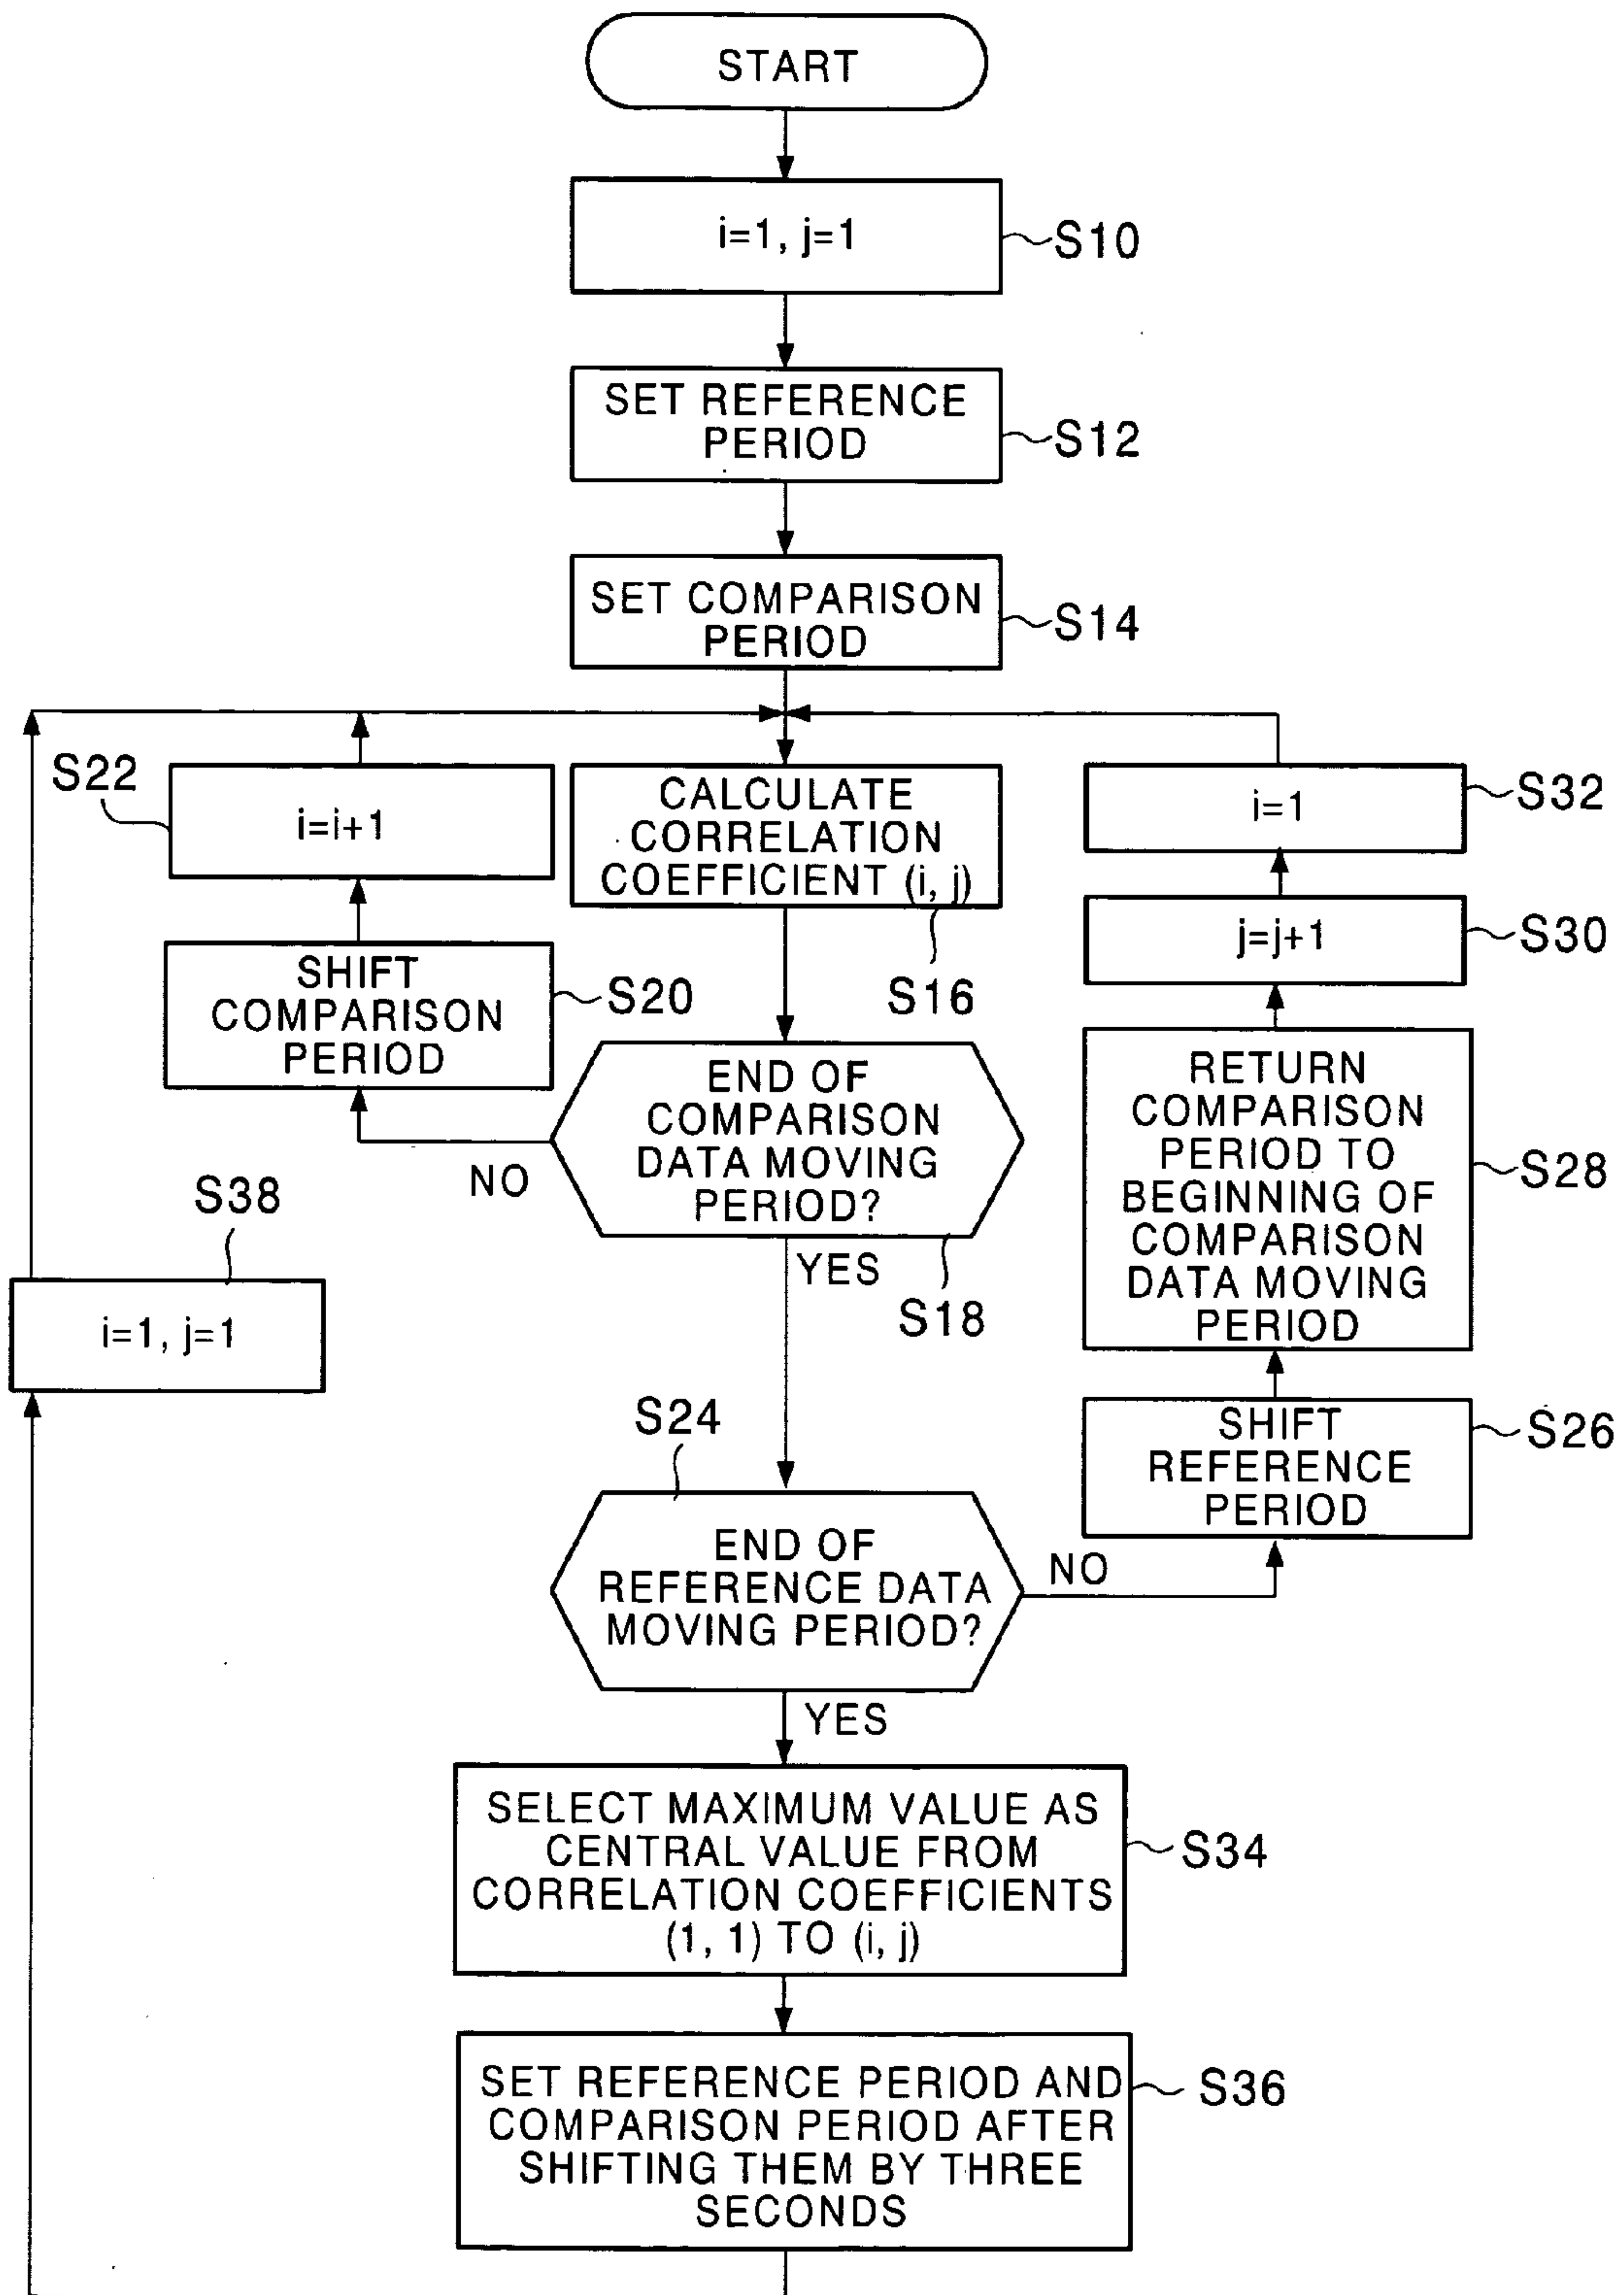 START
i=1, j=1
S10
SET REFERENCE
PERIOD
S12
SET COMPARISON
PERIOD
S14
S22
i=i+1
CALCULATE
CORRELATION
COEFFICIENT (i, j)
S16
i=1
S32
j=j+1
S30
SHIFT
COMPARISON
PERIOD
S20
END OF
COMPARISON
DATA MOVING
PERIOD?
NO
YES
S18
RETURN
COMPARISON
PERIOD TO
BEGINNING OF
COMPARISON
DATA MOVING
PERIOD
S28
S38
i=1, j=1
S24
SHIFT
REFERENCE
PERIOD
S26
END OF
REFERENCE DATA
MOVING PERIOD?
NO
YES
SELECT MAXIMUM VALUE AS
CENTRAL VALUE FROM
CORRELATION COEFFICIENTS
(1, 1) TO (i, j)
S34
SET REFERENCE PERIOD AND
COMPARISON PERIOD AFTER
SHIFTING THEM BY THREE
SECONDS
S36